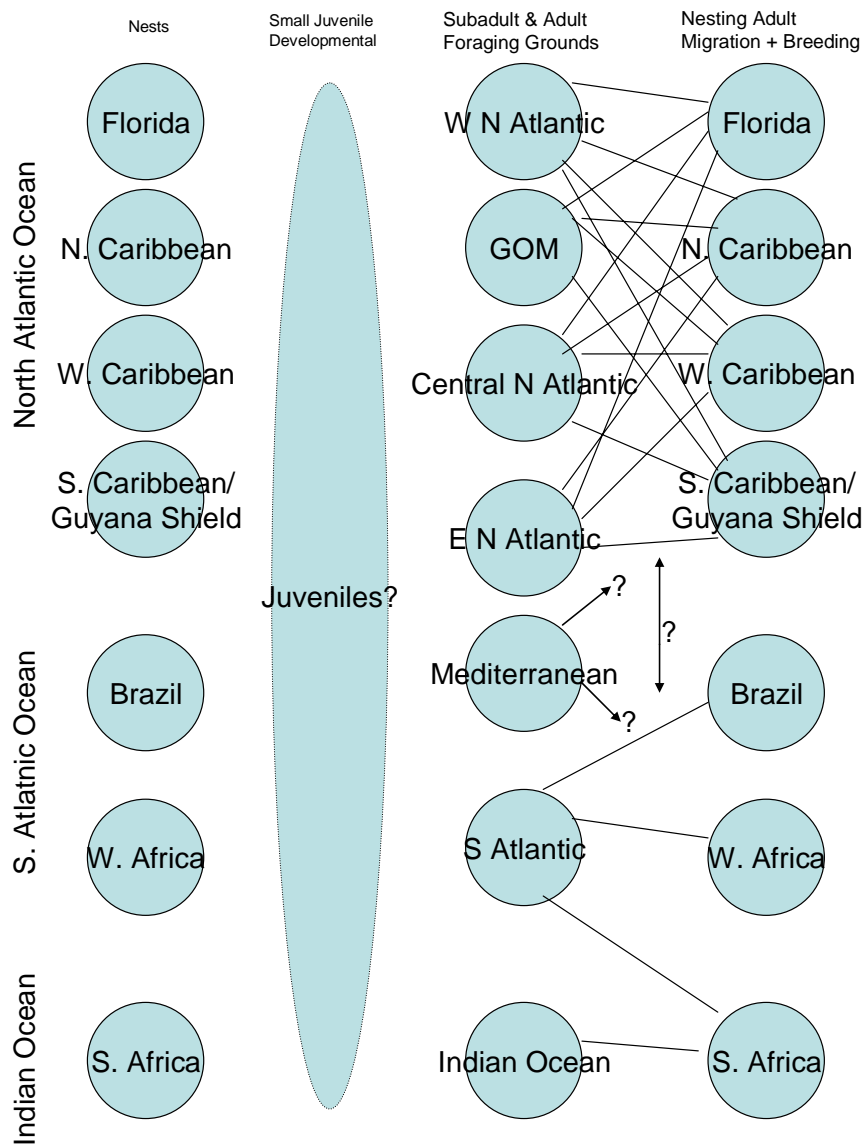 Nests
Small Juvenile
Developmental
Subadult & Adult
Foraging Grounds
Nesting Adult
Migration + Breeding
North Atlantic Ocean
S. Atlatnic Ocean
Indian Ocean
Florida
N. Caribbean
W. Caribbean
S. Caribbean/
Guyana Shield
Brazil
W. Africa
S. Africa
Juveniles?
W N Atlantic
GOM
Central N Atlantic
E N Atlantic
Mediterranean
?
?
?
S Atlantic
Indian Ocean
Florida
N. Caribbean
W. Caribbean
S. Caribbean/
Guyana Shield
Brazil
W. Africa
S. Africa